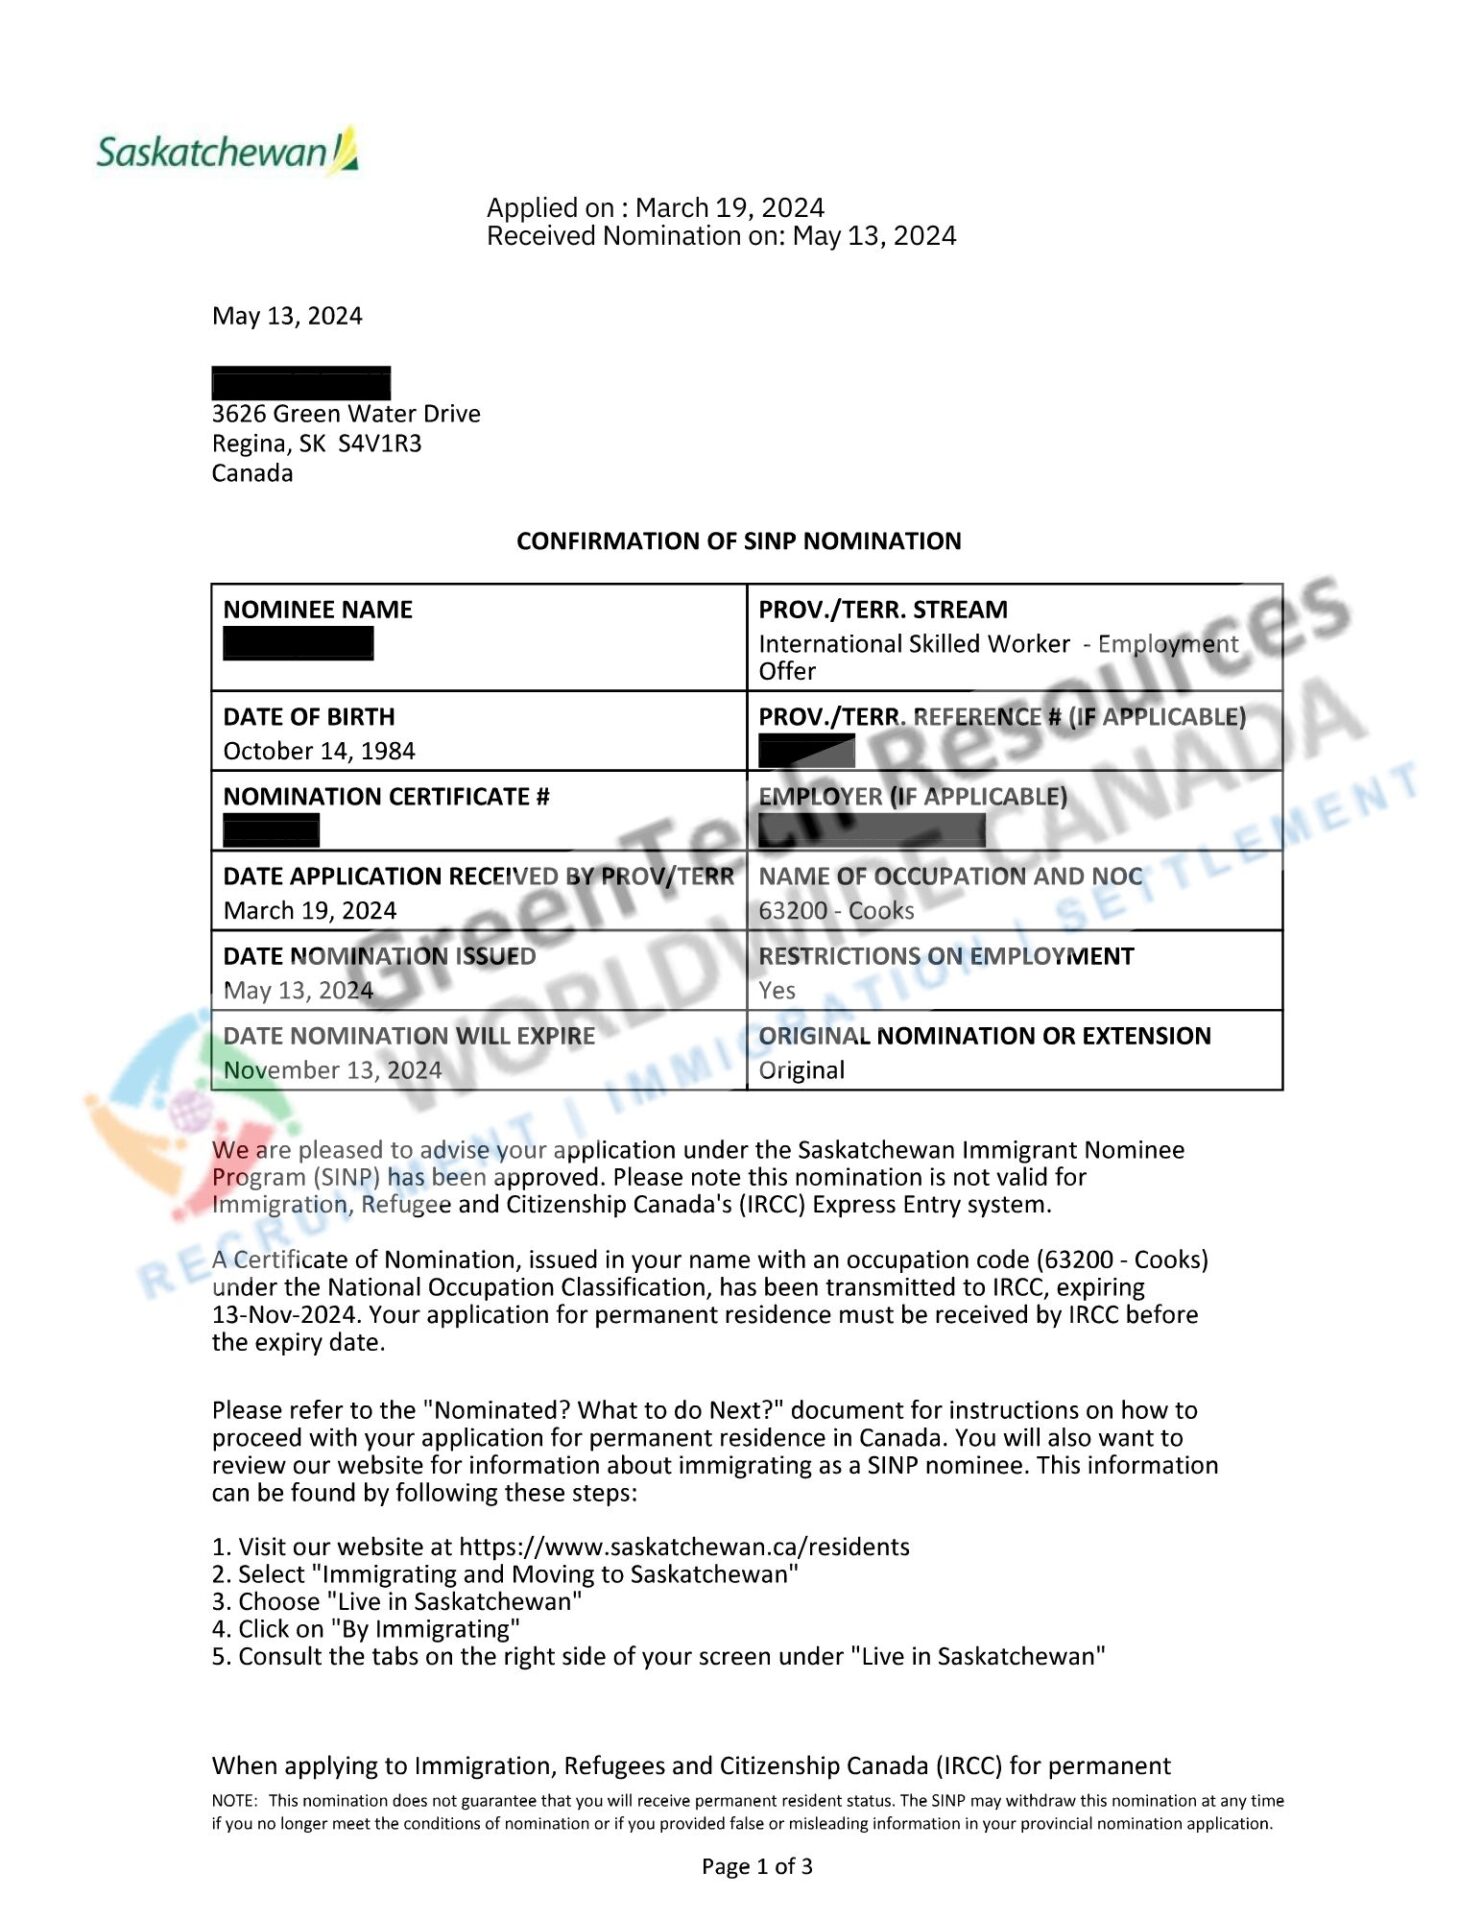 Saskatchewan
Applied on : March 19, 2024
Received Nomination on: May 13, 2024
May 13, 2024
3626 Green Water Drive
Regina, SK S4V1R3
Canada
CONFIRMATION OF SINP NOMINATION
NOMINEE NAME
PROV./TERR. STREAM
International Skilled Worker - Employment
Offer
DATE OF BIRTH
October 14, 1984
PROV./TERR. REFERENCE # (IF APPLICABLE)
NOMINATION CERTIFICATE #
EMPLOYER (IF APPLICABLE)
DATE APPLICATION RECEIVED BY PROV/TERR
March 19, 2024
NAME OF OCCUPATION AND NOC
63200 - Cooks
DATE NOMINATION ISSUED
May 13, 2024
RESTRICTIONS ON EMPLOYMENT
Yes
DATE NOMINATION WILL EXPIRE
November 13, 2024
ORIGINAL NOMINATION OR EXTENSION
Original
GreenTech Resources
WORLDWIDE CANADA
RECRUITMENT | IMMIGRATION | SETTLEMENT
We are pleased to advise your application under the Saskatchewan Immigrant Nominee
Program (SINP) has been approved. Please note this nomination is not valid for
Immigration, Refugee and Citizenship Canada's (IRCC) Express Entry system.
A Certificate of Nomination, issued in your name with an occupation code (63200 - Cooks)
under the National Occupation Classification, has been transmitted to IRCC, expiring
13-Nov-2024. Your application for permanent residence must be received by IRCC before
the expiry date.
Please refer to the "Nominated? What to do Next?" document for instructions on how to
proceed with your application for permanent residence in Canada. You will also want to
review our website for information about immigrating as a SINP nominee. This information
can be found by following these steps:
1. Visit our website at https://www.saskatchewan.ca/residents
2. Select "Immigrating and Moving to Saskatchewan"
3. Choose "Live in Saskatchewan"
4. Click on "By Immigrating"
5. Consult the tabs on the right side of your screen under "Live in Saskatchewan"
When applying to Immigration, Refugees and Citizenship Canada (IRCC) for permanent
NOTE: This nomination does not guarantee that you will receive permanent resident status. The SINP may withdraw this nomination at any time
if you no longer meet the conditions of nomination or if you provided false or misleading information in your provincial nomination application.
Page 1 of 3